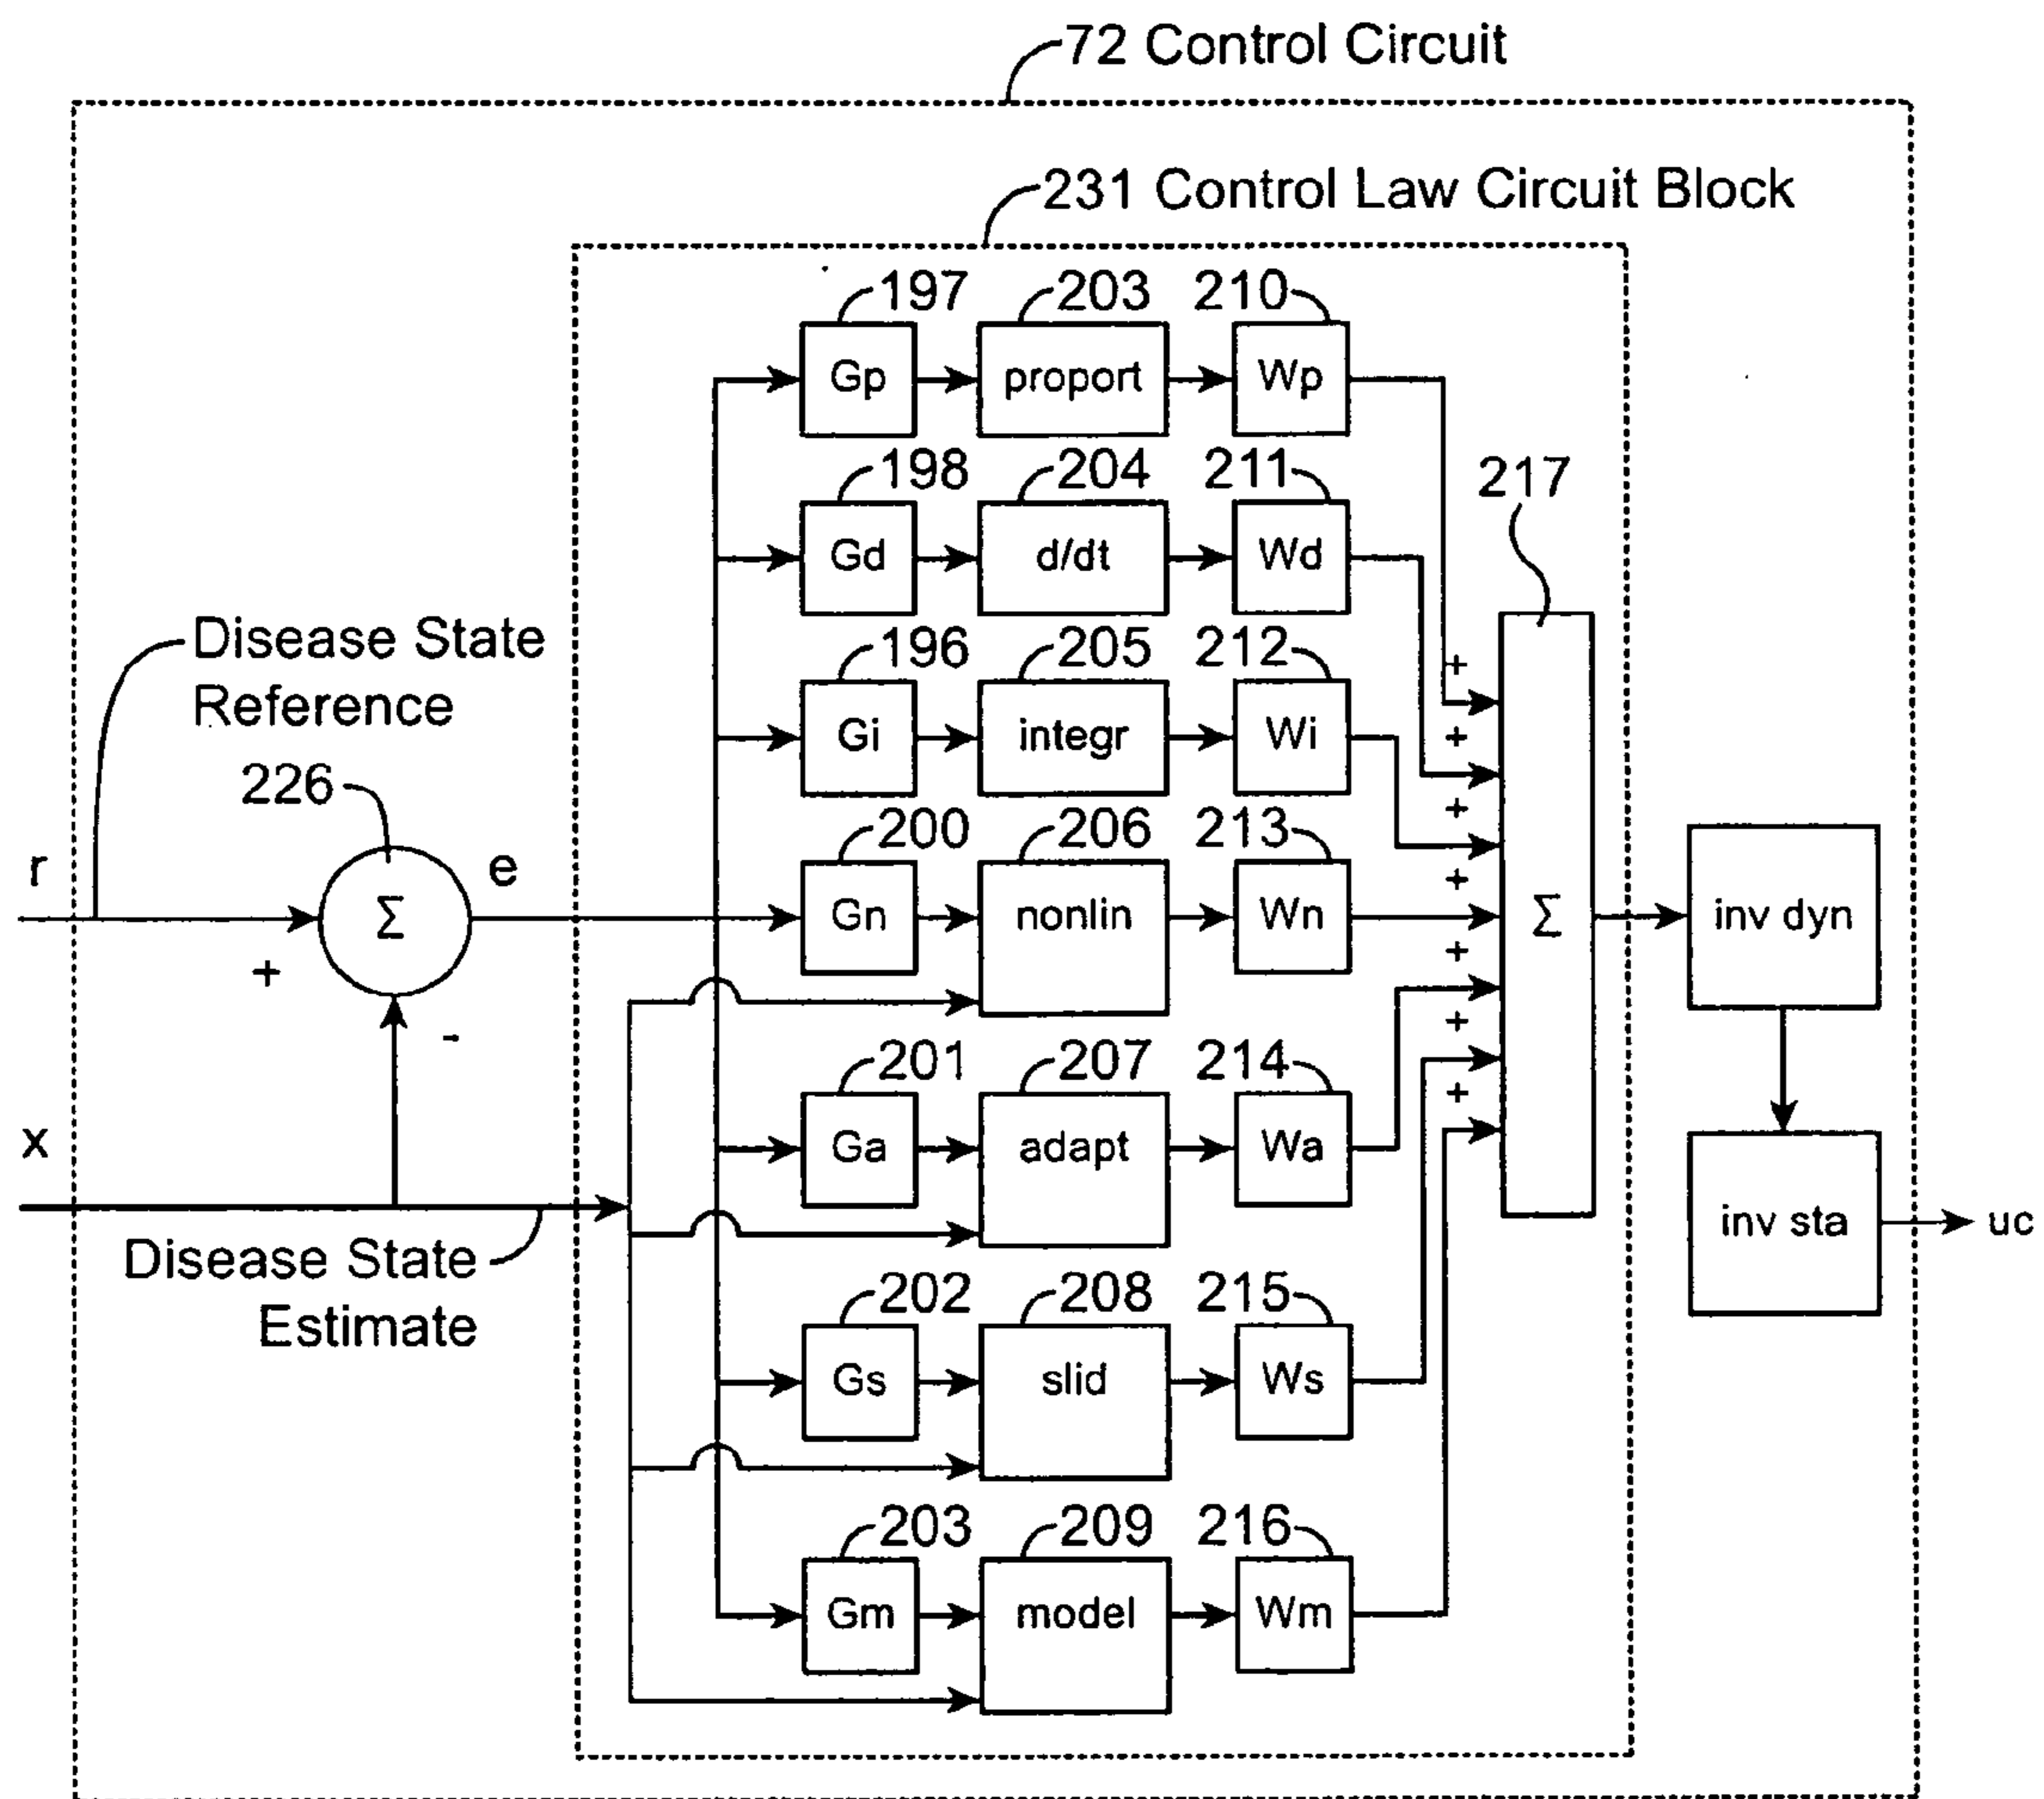 72 Control Circuit
231 Control Law Circuit Block
197 203 210
Gp proport Wp
198 204 211
217
Gd d/dt Wd
Disease State
Reference
196 205 212
+
Gi integr Wi
+
226
+
200 206 213
r e
+
Σ
Gn nonlin Wn
Σ
inv dyn
+
+
-
+
201 207 214
+
x
Ga adapt Wa
inv sta uc
Disease State
Estimate
202 208 215
Gs slid Ws
203 209 216
Gm model Wm